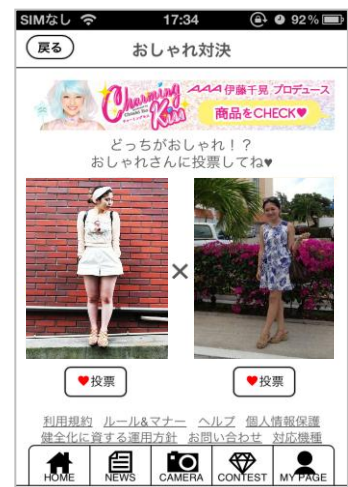 SIMなし 17:34 92%
戻る おしゃれ対決
Charming Kiss AAA 伊藤千晃 プロデュース
商品をCHECK♥
どっちがおしゃれ！？
おしゃれさんに投票してね♥
×
♥投票 ♥投票
利用規約 ルール&マナー ヘルプ 個人情報保護
健全化に資する運用方針 お問い合わせ 対応機種
HOME NEWS CAMERA CONTEST MY PAGE